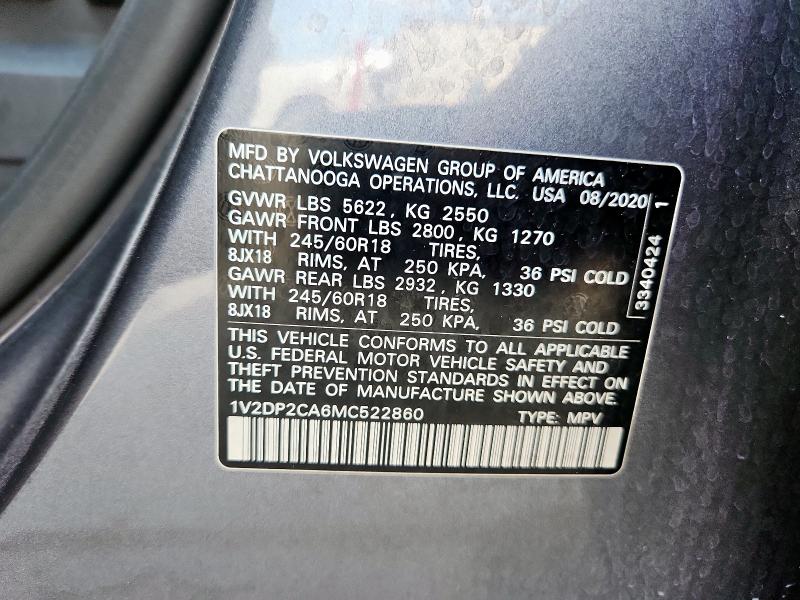 MFD BY VOLKSWAGEN GROUP OF AMERICA
CHATTANOOGA OPERATIONS, LLC. USA 08/2020
GVWR LBS 5622, KG 2550
GAWR FRONT LBS 2800, KG 1270
WITH 245/60R18 TIRES,
8JX18 RIMS, AT 250 KPA, 36 PSI COLD
GAWR REAR LBS 2932, KG 1330
WITH 245/60R18 TIRES,
8JX18 RIMS, AT 250 KPA, 36 PSI COLD
3340424 1
THIS VEHICLE CONFORMS TO ALL APPLICABLE
U.S. FEDERAL MOTOR VEHICLE SAFETY AND
THEFT PREVENTION STANDARDS IN EFFECT ON
THE DATE OF MANUFACTURE SHOWN ABOVE.
1V2DP2CA6MC522860 TYPE: MPV